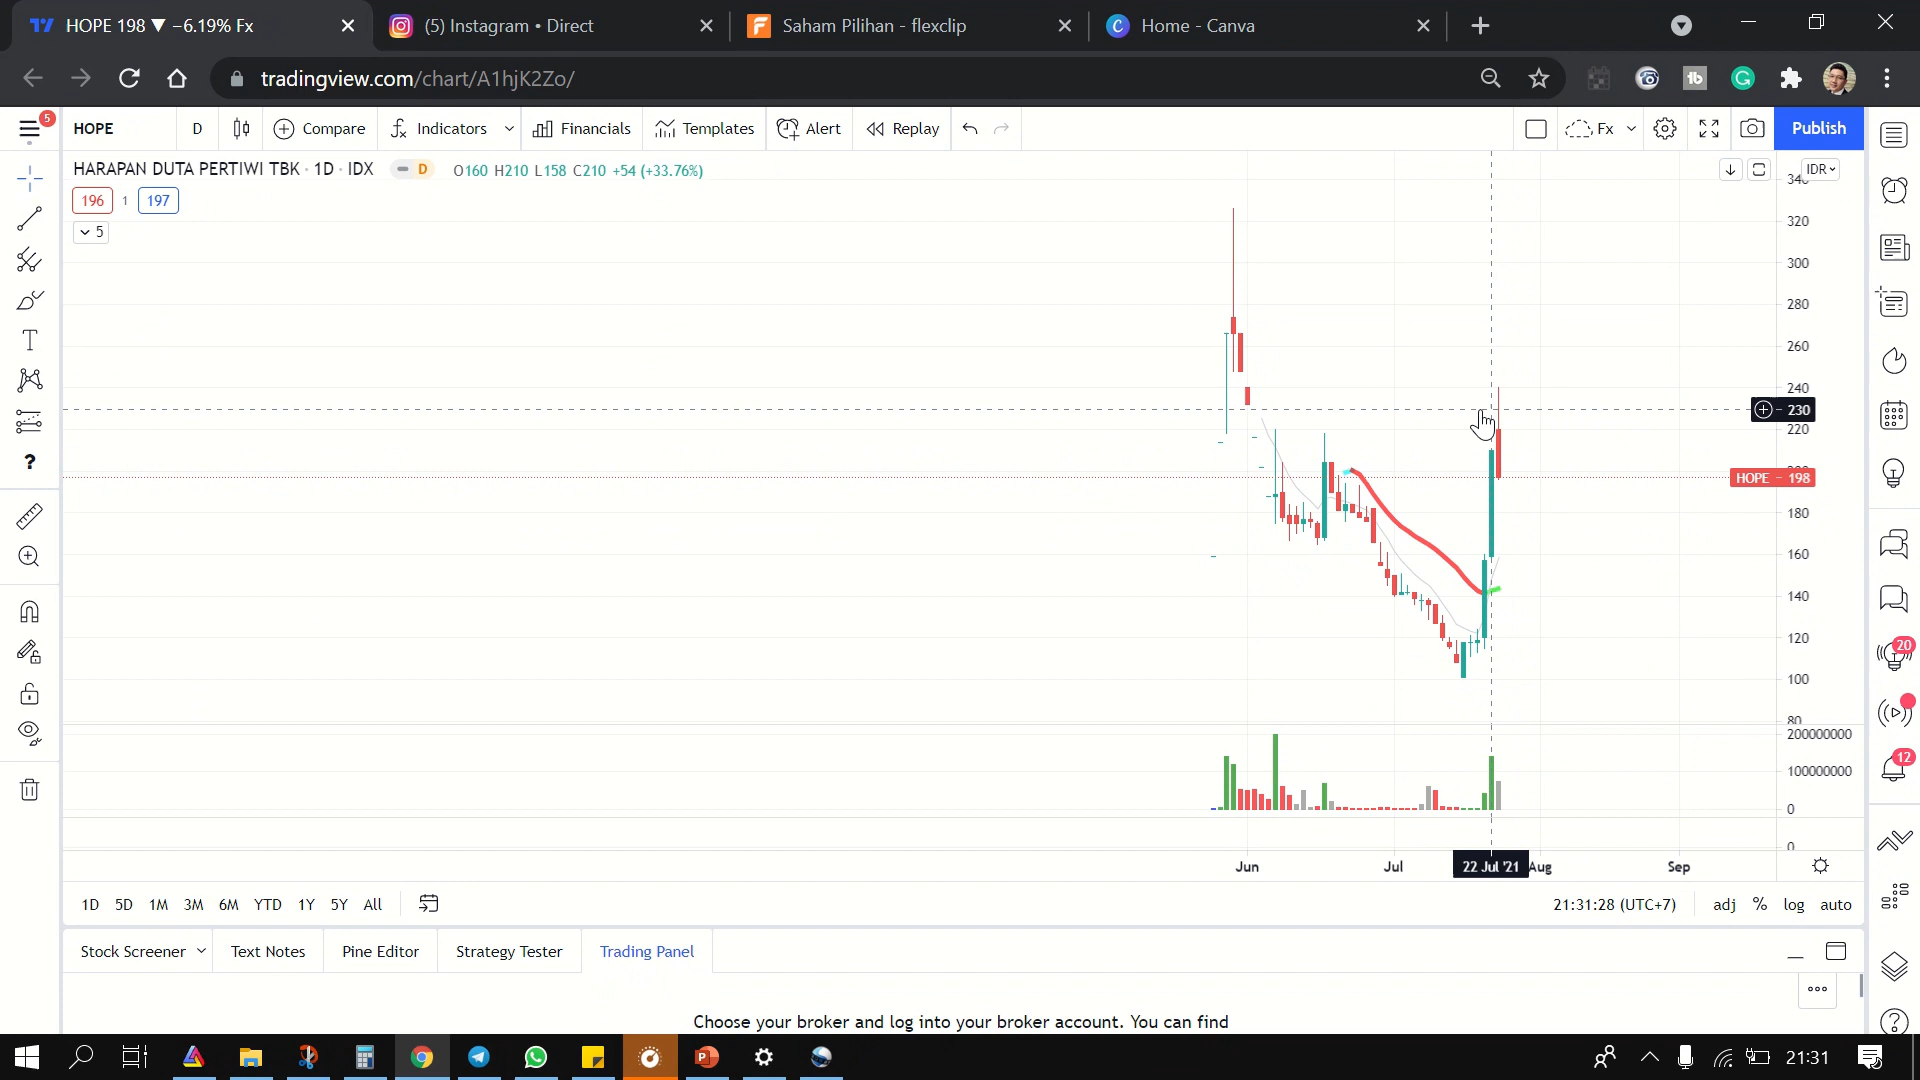 HOPE 198 ▼ −6.19% Fx
(5) Instagram • Direct
Saham Pilihan - flexclip
Home - Canva
tradingview.com/chart/A1hjK2Zo/
5
HOPE
D
Compare
Indicators
Financials
Templates
Alert
Replay
Fx
Publish
HARAPAN DUTA PERTIWI TBK · 1D · IDX
D
O160 H210 L158 C210 +54 (+33.76%)
IDR
196
1
197
5
320
300
280
260
240
230
220
HOPE - 198
180
160
140
120
100
80
200000000
100000000
0
0
Jun
Jul
22 Jul '21
Aug
Sep
1D
5D
1M
3M
6M
YTD
1Y
5Y
All
21:31:28 (UTC+7)
adj
%
log
auto
Stock Screener
Text Notes
Pine Editor
Strategy Tester
Trading Panel
Choose your broker and log into your broker account. You can find
20
12
21:31